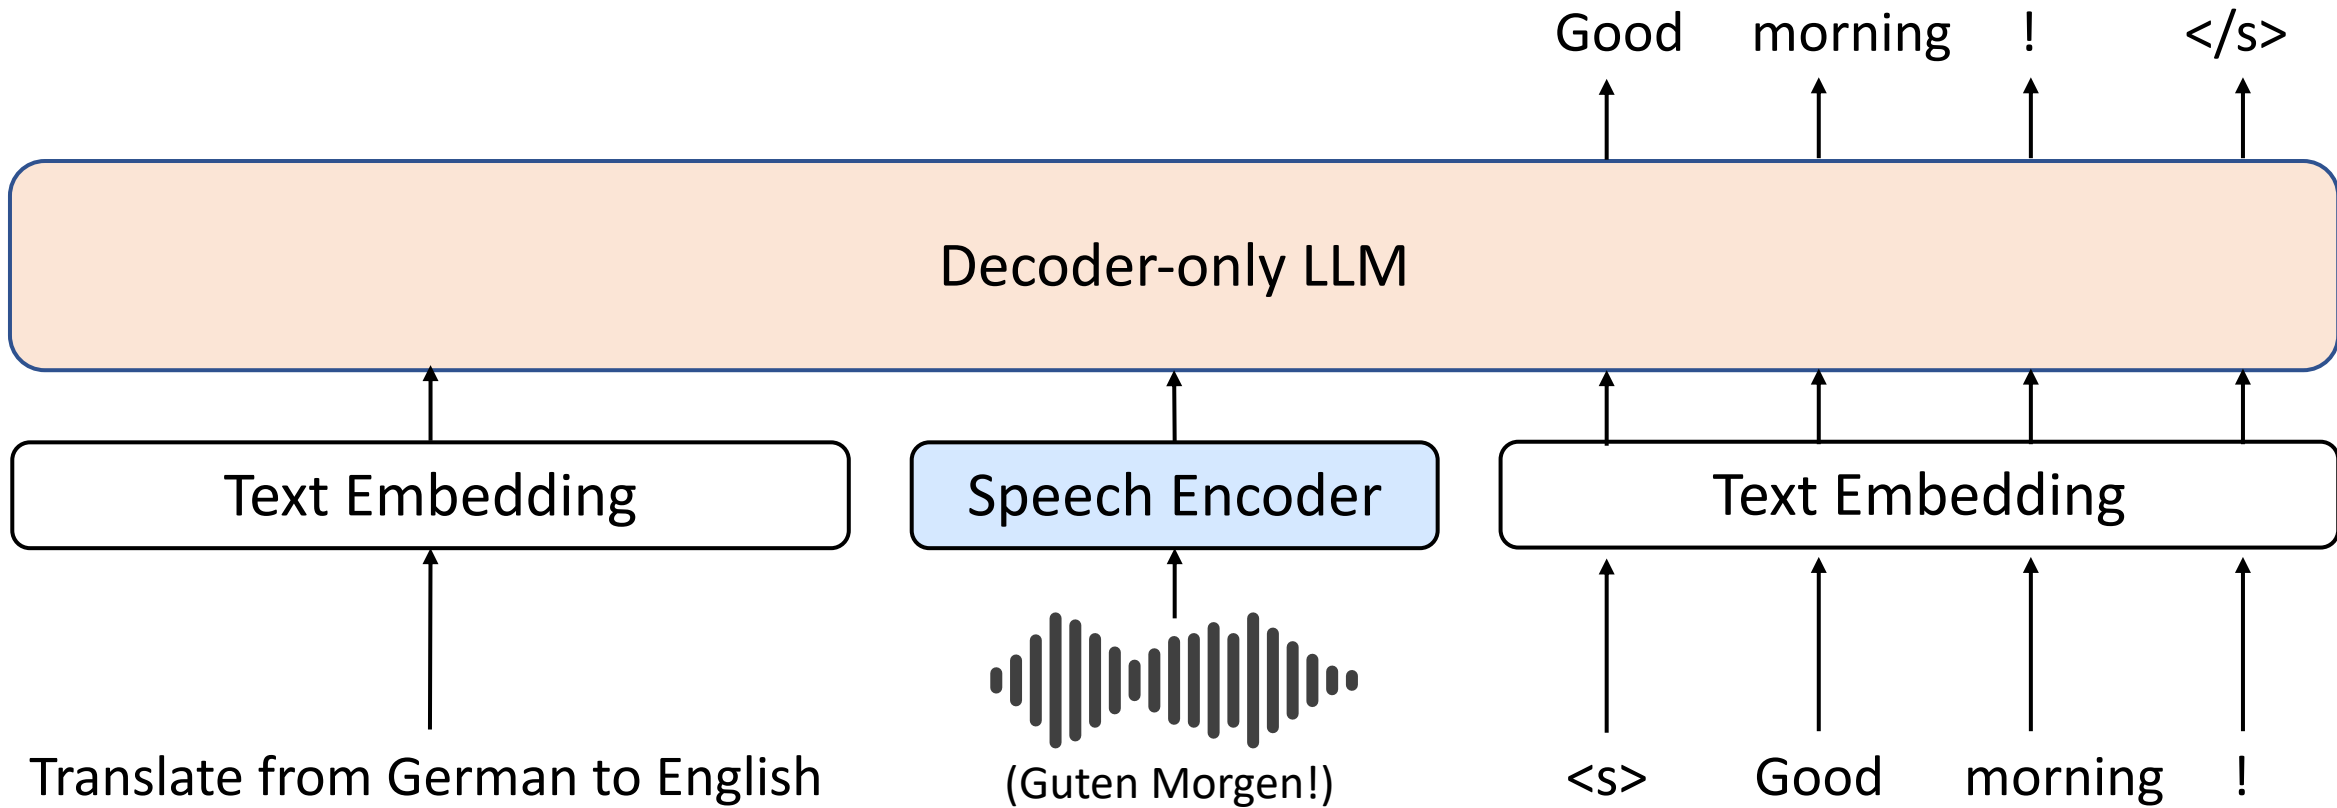 Good morning ! </s>
Decoder-only LLM
Text Embedding
Speech Encoder
Text Embedding
Translate from German to English
(Guten Morgen!)
<s> Good morning !